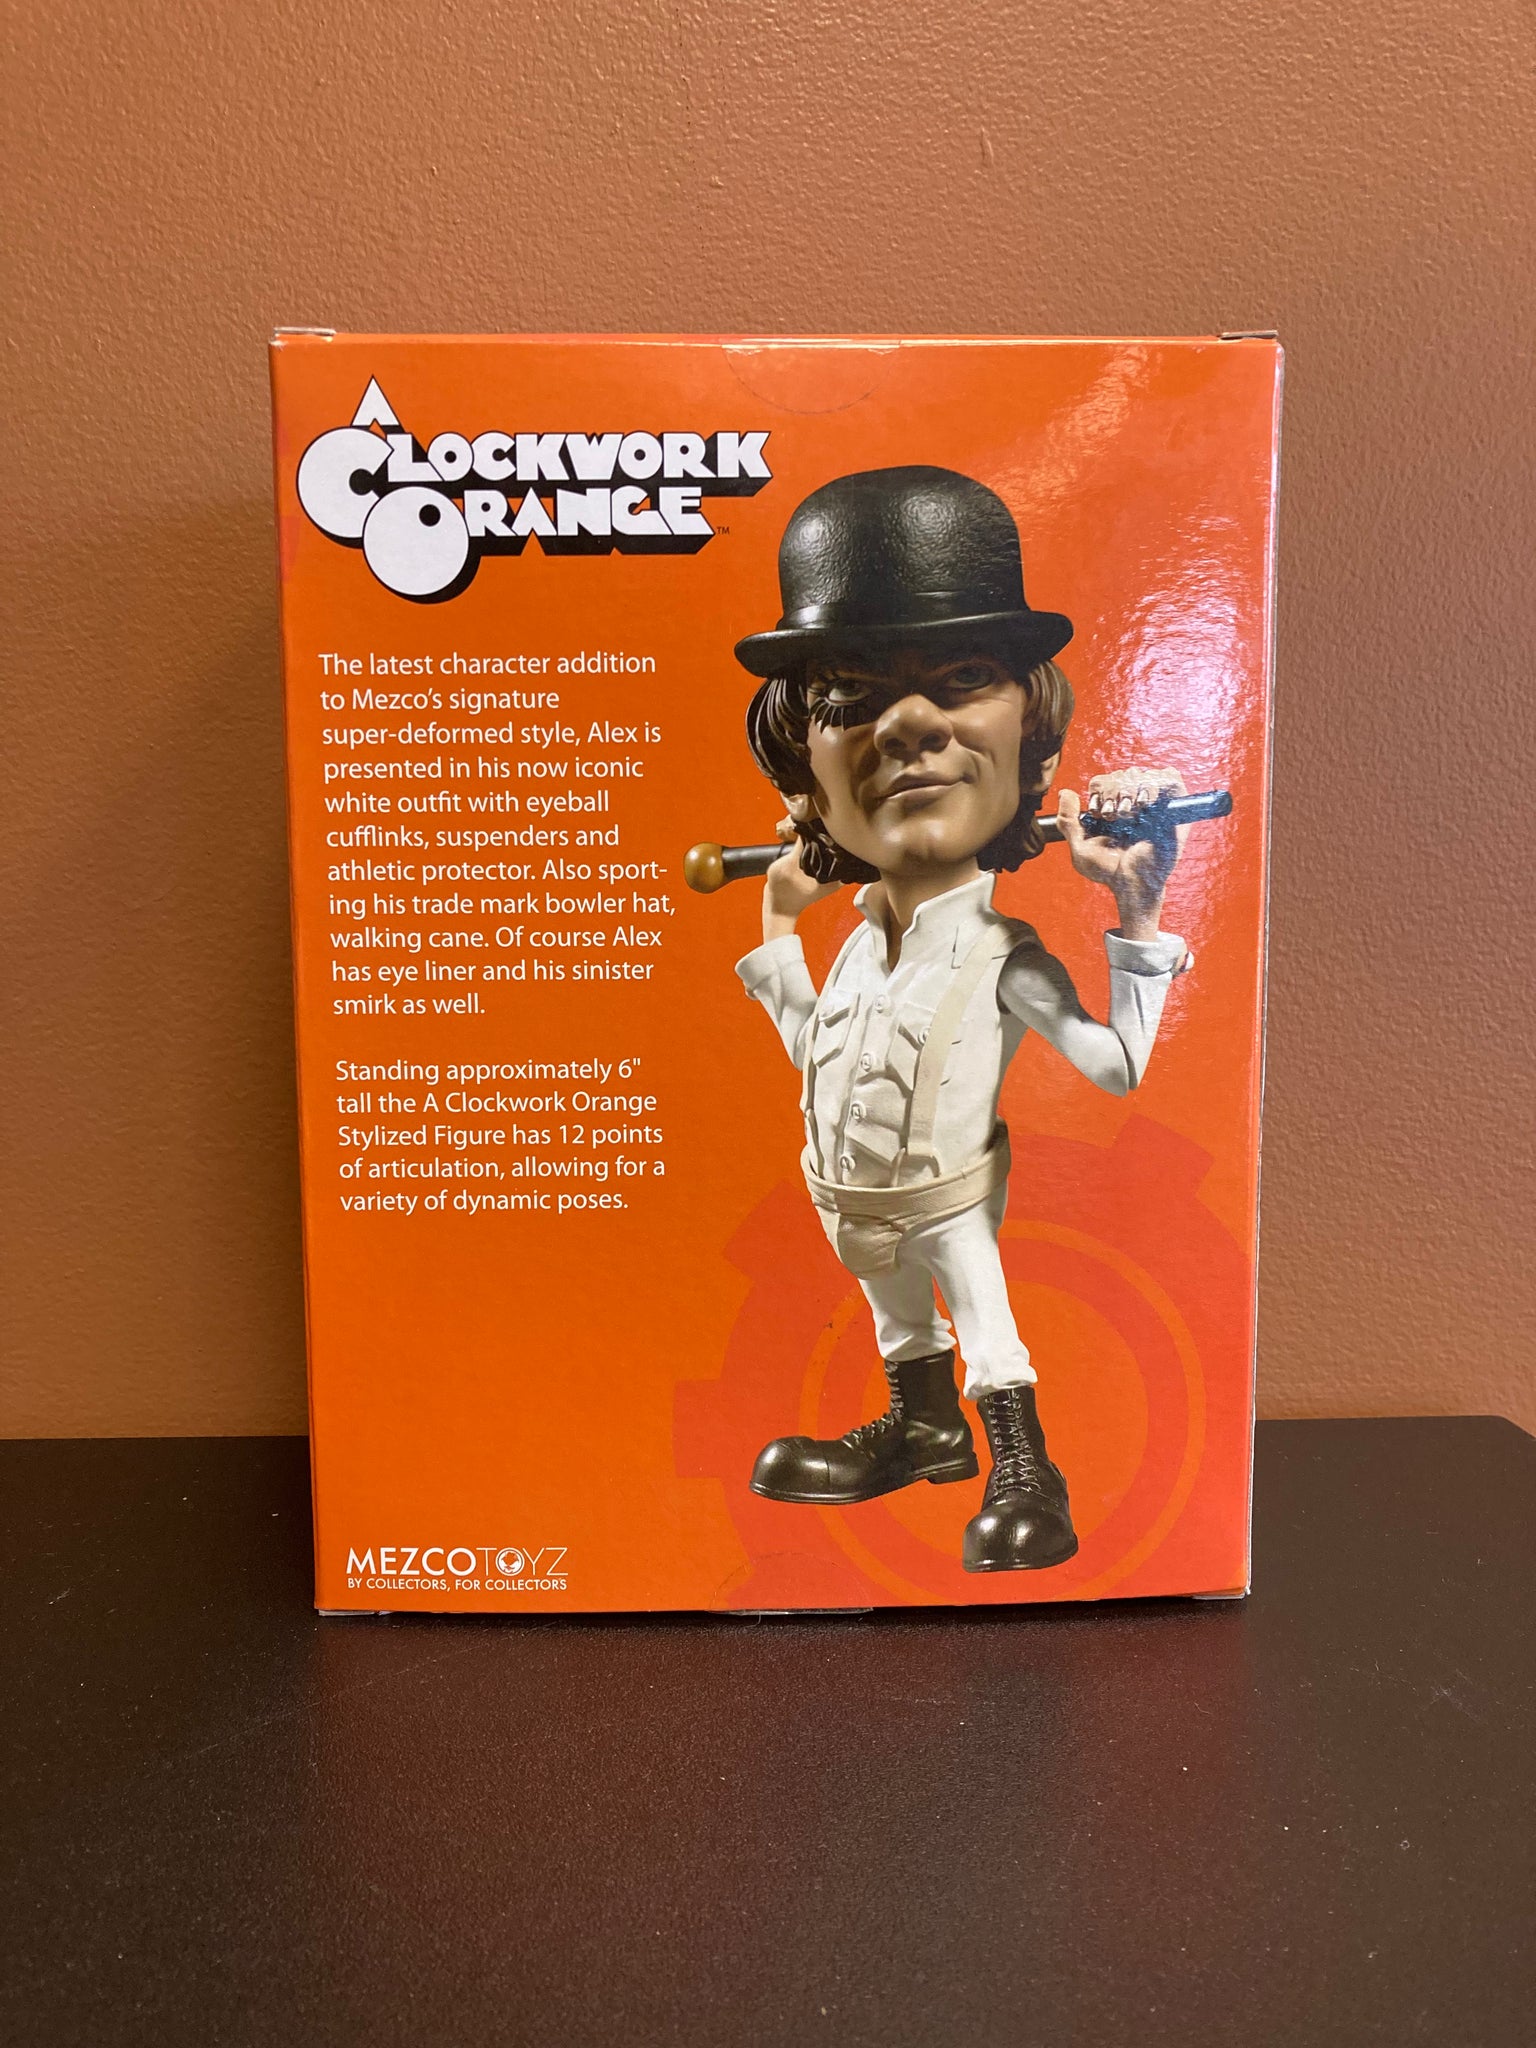 A
CLOCKWORK
ORANGE™
The latest character addition
to Mezco's signature
super-deformed style, Alex is
presented in his now iconic
white outfit with eyeball
cufflinks, suspenders and
athletic protector. Also sport-
ing his trade mark bowler hat,
walking cane. Of course Alex
has eye liner and his sinister
smirk as well.
Standing approximately 6"
tall the A Clockwork Orange
Stylized Figure has 12 points
of articulation, allowing for a
variety of dynamic poses.
MEZCOTOYZ
BY COLLECTORS, FOR COLLECTORS